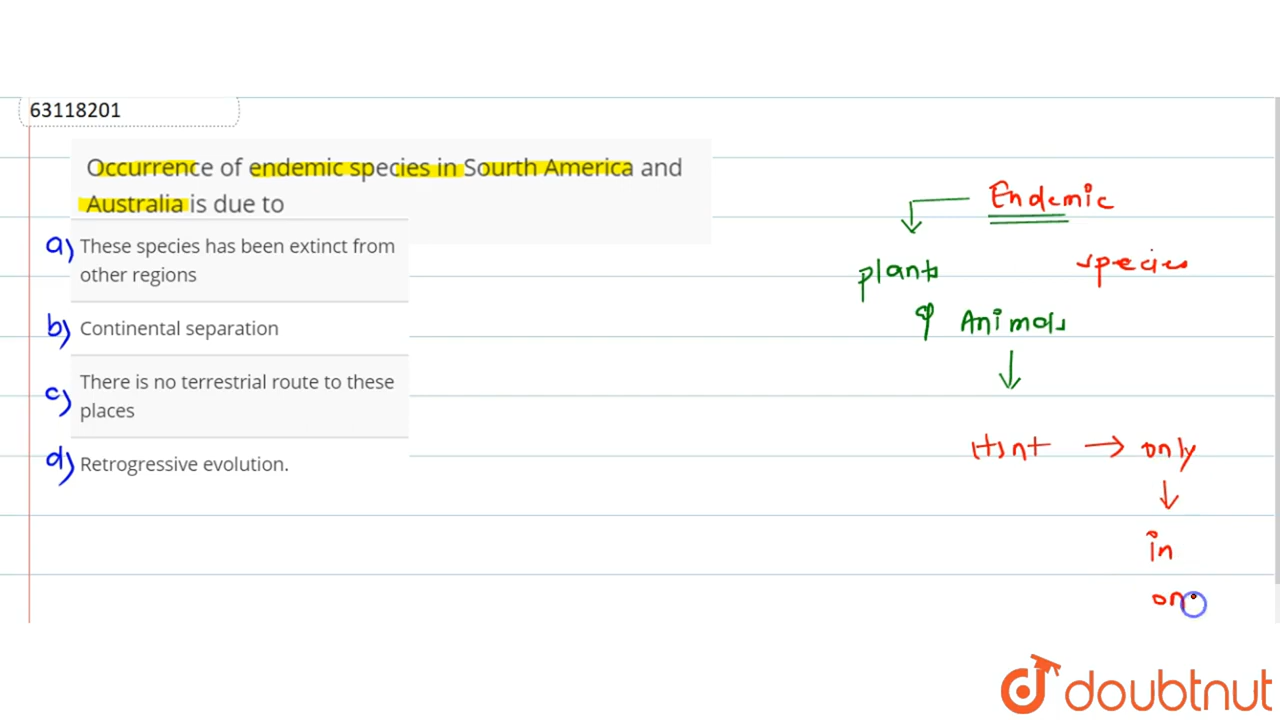 63118201
Occurrence of endemic species in Sourth America and
Australia is due to
a) These species has been extinct from
other regions
b) Continental separation
c) There is no terrestrial route to these
places
d) Retrogressive evolution.
Endemic
species
plants
& Animals
→ only
in
on
doubtnut